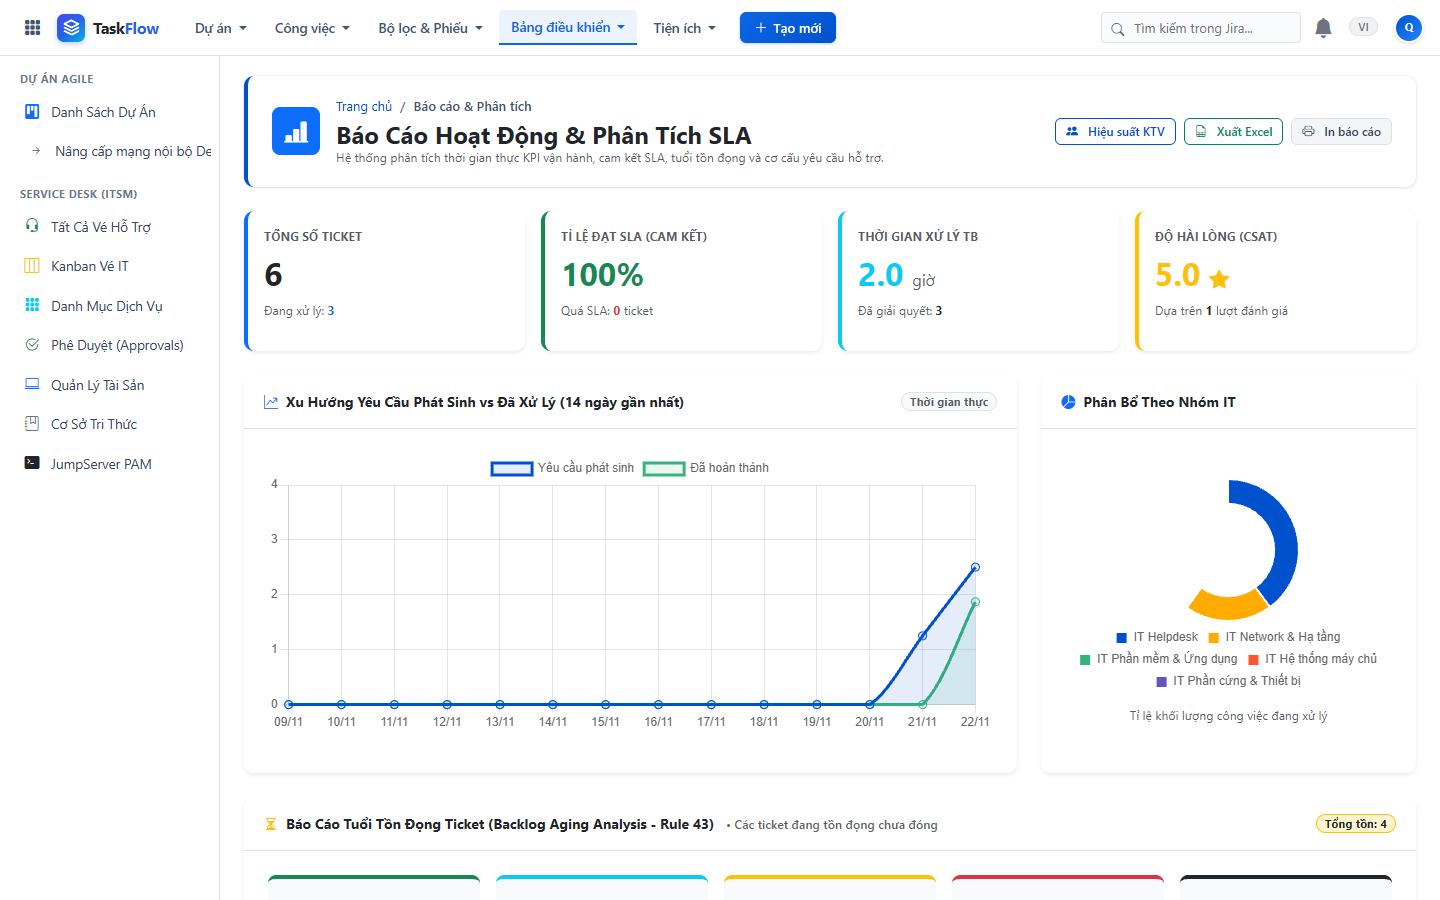 TaskFlow Dự án Công việc Bộ lọc & Phiếu Bảng điều khiển Tiện ích + Tạo mới Tìm kiếm trong Jira... VI Q
DỰ ÁN AGILE
Danh Sách Dự Án
→ Nâng cấp mạng nội bộ De
SERVICE DESK (ITSM)
Tất Cả Vé Hỗ Trợ
Kanban Vé IT
Danh Mục Dịch Vụ
Phê Duyệt (Approvals)
Quản Lý Tài Sản
Cơ Sở Tri Thức
JumpServer PAM
Trang chủ / Báo cáo & Phân tích
Báo Cáo Hoạt Động & Phân Tích SLA
Hệ thống phân tích thời gian thực KPI vận hành, cam kết SLA, tuổi tồn đọng và cơ cấu yêu cầu hỗ trợ.
Hiệu suất KTV Xuất Excel In báo cáo
TỔNG SỐ TICKET
6
Đang xử lý: 3
TỈ LỆ ĐẠT SLA (CAM KẾT)
100%
Quá SLA: 0 ticket
THỜI GIAN XỬ LÝ TB
2.0 giờ
Đã giải quyết: 3
ĐỘ HÀI LÒNG (CSAT)
5.0
Dựa trên 1 lượt đánh giá
Xu Hướng Yêu Cầu Phát Sinh vs Đã Xử Lý (14 ngày gần nhất) Thời gian thực
Yêu cầu phát sinh Đã hoàn thành
4
3
2
1
0
09/11 10/11 11/11 12/11 13/11 14/11 15/11 16/11 17/11 18/11 19/11 20/11 21/11 22/11
Phân Bổ Theo Nhóm IT
IT Helpdesk IT Network & Hạ tầng
IT Phần mềm & Ứng dụng IT Hệ thống máy chủ
IT Phần cứng & Thiết bị
Tỉ lệ khối lượng công việc đang xử lý
Báo Cáo Tuổi Tồn Đọng Ticket (Backlog Aging Analysis - Rule 43) • Các ticket đang tồn đọng chưa đóng Tổng tồn: 4